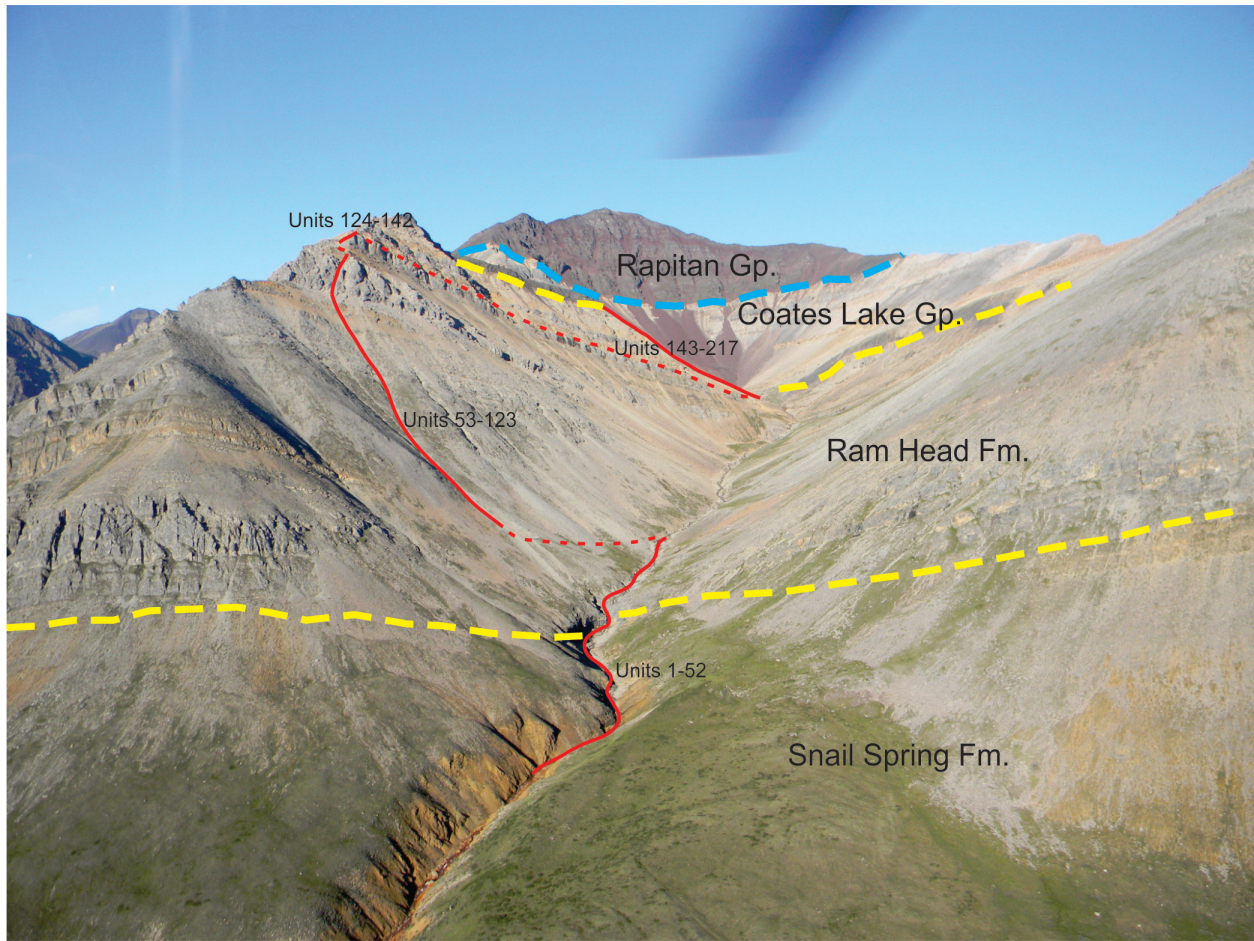 Units 124-142
Rapitan Gp.
Coates Lake Gp.
Units 143-217
Units 53-123
Ram Head Fm.
Units 1-52
Snail Spring Fm.